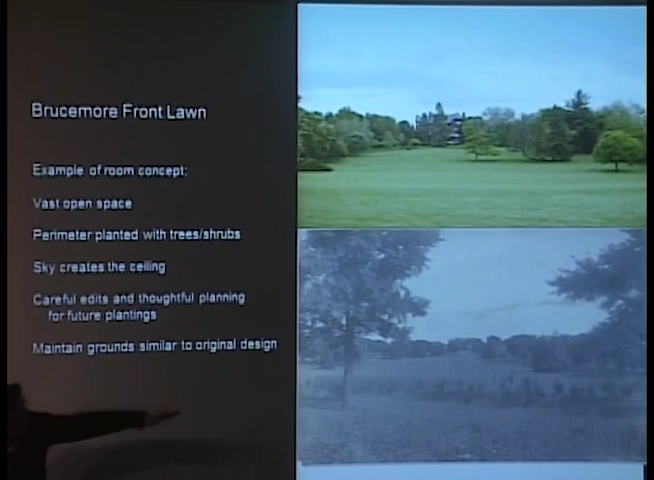 Brucemore Front Lawn
Example of room concept:
Vast open space
Perimeter planted with trees/shrubs
Sky creates the ceiling
Careful edits and thoughtful planning
for future plantings
Maintain grounds similar to original design